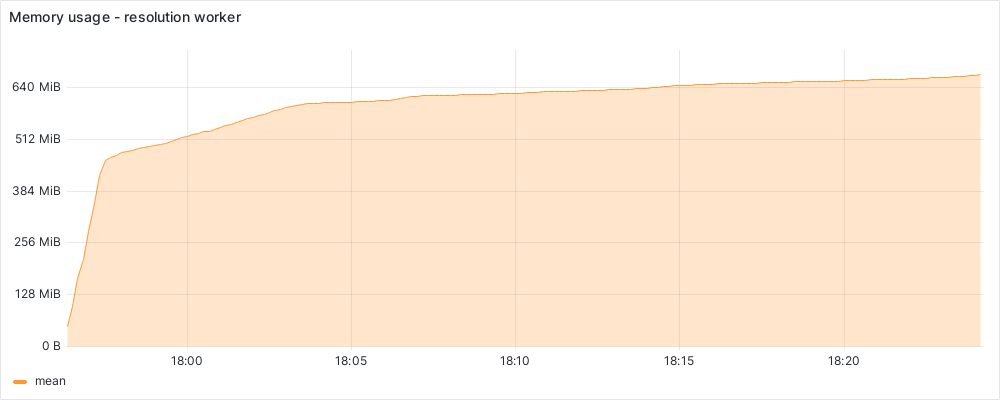 Memory usage - resolution worker
640 MiB
512 MiB
384 MiB
256 MiB
128 MiB
0 B
18:00 18:05 18:10 18:15 18:20
mean